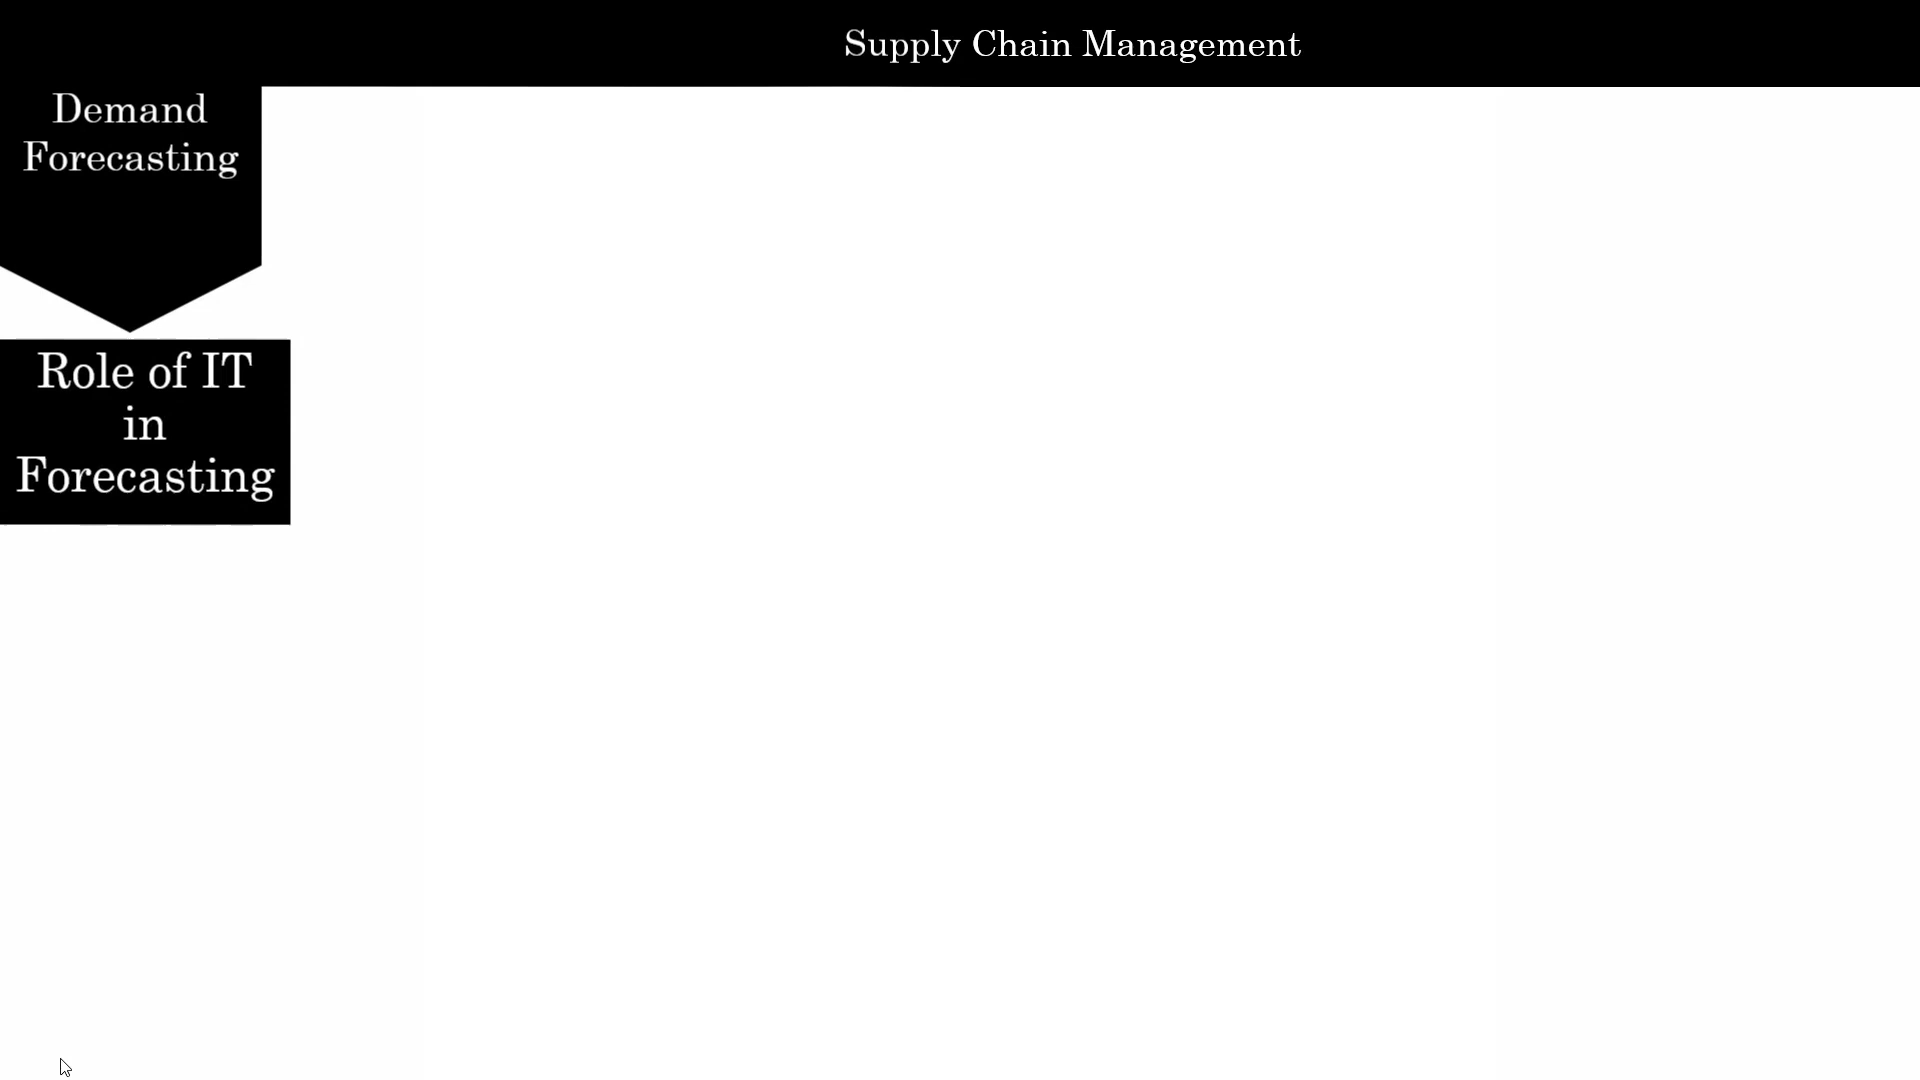 Supply Chain Management
Demand
Forecasting
Role of IT
in
Forecasting